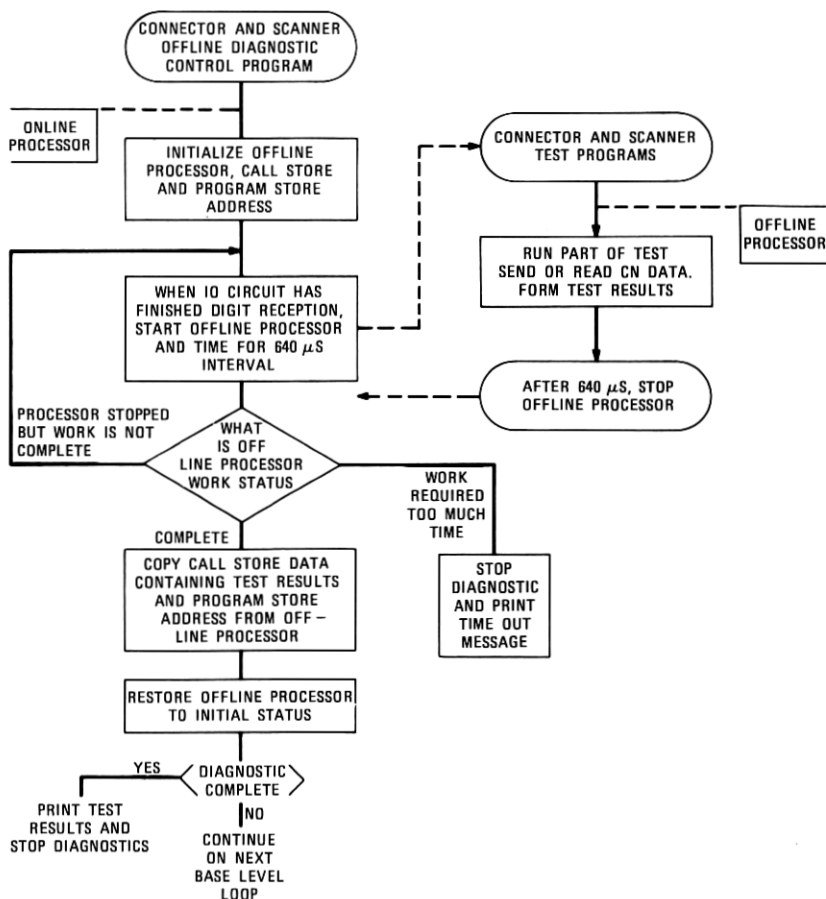 CONNECTOR AND SCANNER
OFFLINE DIAGNOSTIC
CONTROL PROGRAM
ONLINE
PROCESSOR
INITIALIZE OFFLINE
PROCESSOR, CALL STORE
AND PROGRAM STORE
ADDRESS
CONNECTOR AND SCANNER
TEST PROGRAMS
OFFLINE
PROCESSOR
RUN PART OF TEST
SEND OR READ CN DATA.
FORM TEST RESULTS
WHEN IO CIRCUIT HAS
FINISHED DIGIT RECEPTION,
START OFFLINE PROCESSOR
AND TIME FOR 640 μS
INTERVAL
AFTER 640 μS, STOP
OFFLINE PROCESSOR
PROCESSOR STOPPED
BUT WORK IS NOT
COMPLETE
WHAT
IS OFF
LINE PROCESSOR
WORK STATUS
WORK
REQUIRED
TOO MUCH
TIME
COMPLETE
COPY CALL STORE DATA
CONTAINING TEST RESULTS
AND PROGRAM STORE
ADDRESS FROM OFF-
LINE PROCESSOR
STOP
DIAGNOSTIC
AND PRINT
TIME OUT
MESSAGE
RESTORE OFFLINE PROCESSOR
TO INITIAL STATUS
YES
DIAGNOSTIC
COMPLETE
PRINT TEST
RESULTS AND
STOP DIAGNOSTICS
NO
CONTINUE
ON NEXT
BASE LEVEL
LOOP